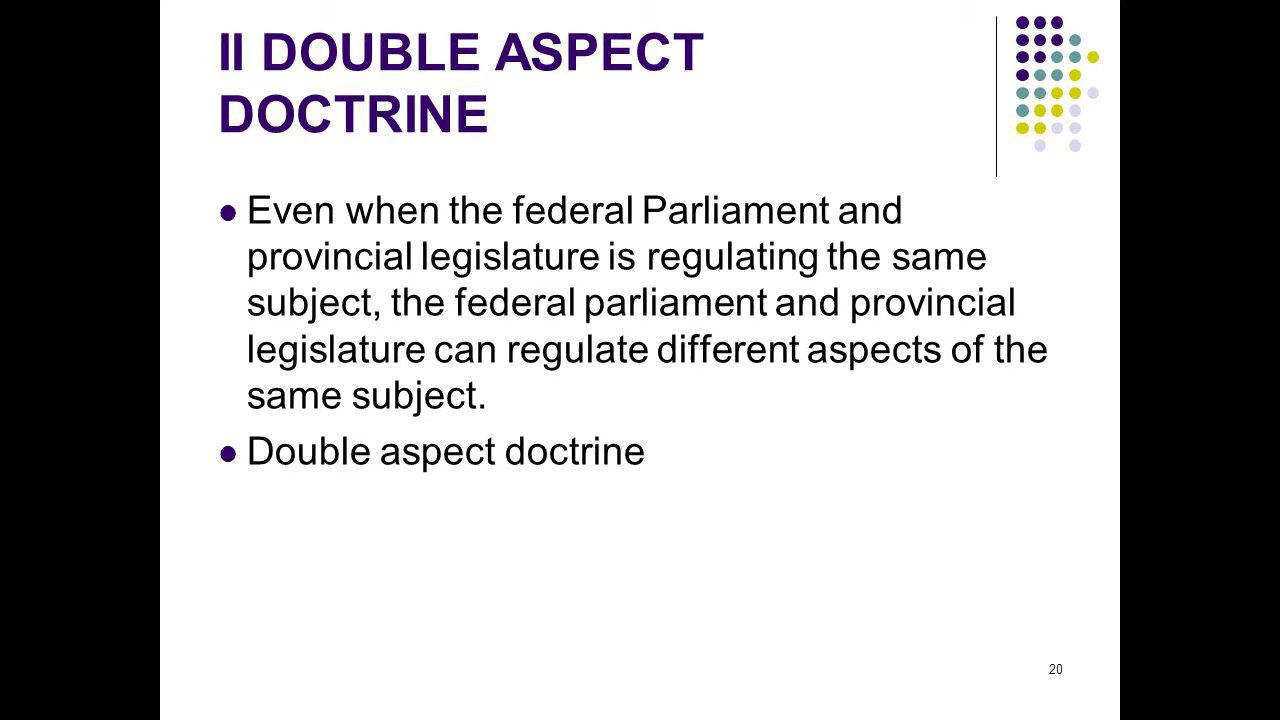 II DOUBLE ASPECT
DOCTRINE
Even when the federal Parliament and
provincial legislature is regulating the same
subject, the federal parliament and provincial
legislature can regulate different aspects of the
same subject.
Double aspect doctrine
20